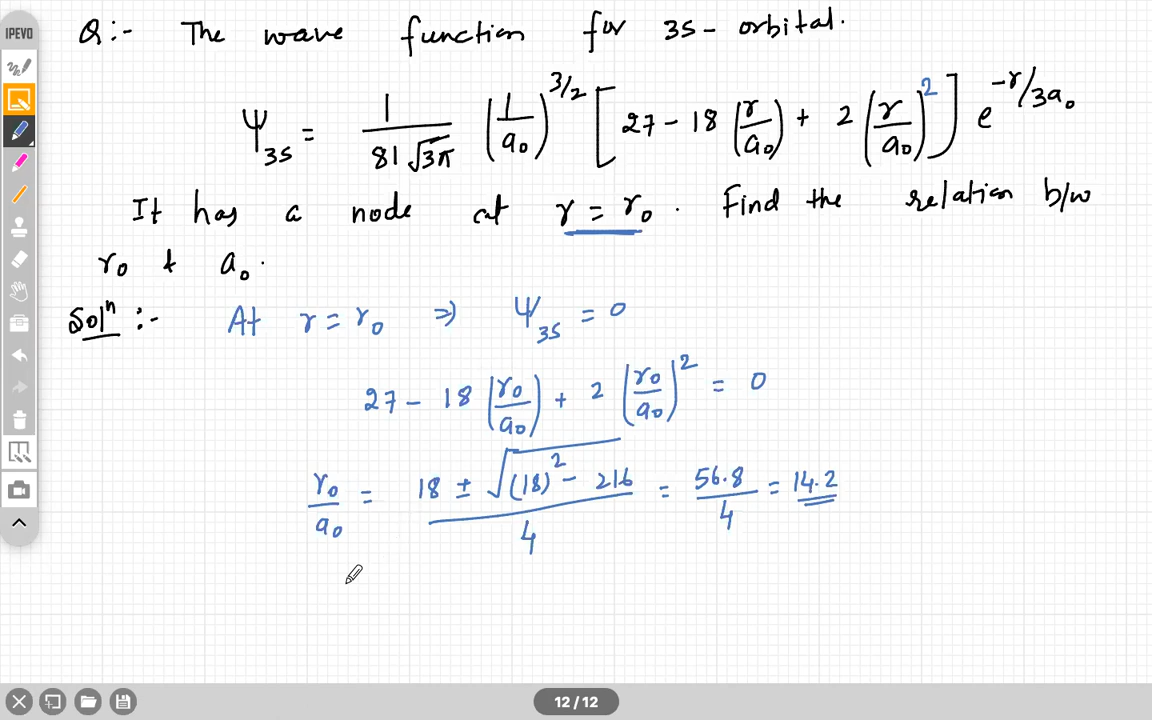 IPEVO
Q:- The wave function for 3s-orbital.
Ψ3s = 1/(81√3π) (1/a₀)^3/2 [27 - 18 (r/a₀) + 2 (r/a₀)²] e^(-r/3a₀)
It has a node at r = r₀. Find the relation b/w
r₀ & a₀.
Solⁿ:- At r = r₀ ⇒ Ψ3s = 0
27 - 18 (r₀/a₀) + 2 (r₀/a₀)² = 0
r₀/a₀ = (18 ± √((18)² - 216))/4 = 56.8/4 = 14.2
12/12